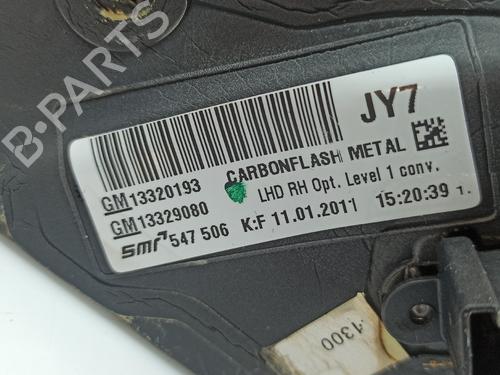 B-PARTS
JY7
CARBONFLASH METAL
GM13320193
LHD RH Opt. Level 1 conv.
GM13329080
smr 547 506 K:F 11.01.2011 15:20:39 1.
.1300